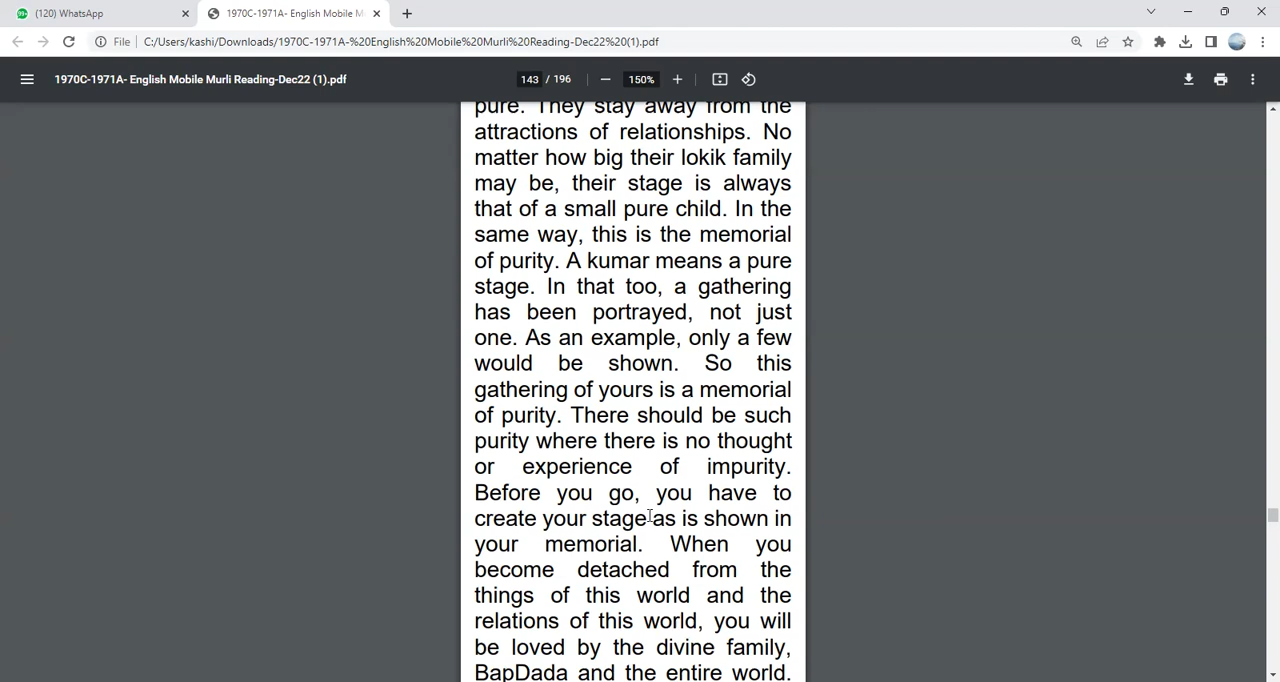 (120) WhatsApp
1970C-1971A- English Mobile M
File
C:/Users/kashi/Downloads/1970C-1971A-%20English%20Mobile%20Murli%20Reading-Dec22%20(1).pdf
1970C-1971A- English Mobile Murli Reading-Dec22 (1).pdf
143 / 196
150%
pure. They stay away from the
attractions of relationships. No
matter how big their lokik family
may be, their stage is always
that of a small pure child. In the
same way, this is the memorial
of purity. A kumar means a pure
stage. In that too, a gathering
has been portrayed, not just
one. As an example, only a few
would be shown. So this
gathering of yours is a memorial
of purity. There should be such
purity where there is no thought
or experience of impurity.
Before you go, you have to
create your stage as is shown in
your memorial. When you
become detached from the
things of this world and the
relations of this world, you will
be loved by the divine family,
BapDada and the entire world.